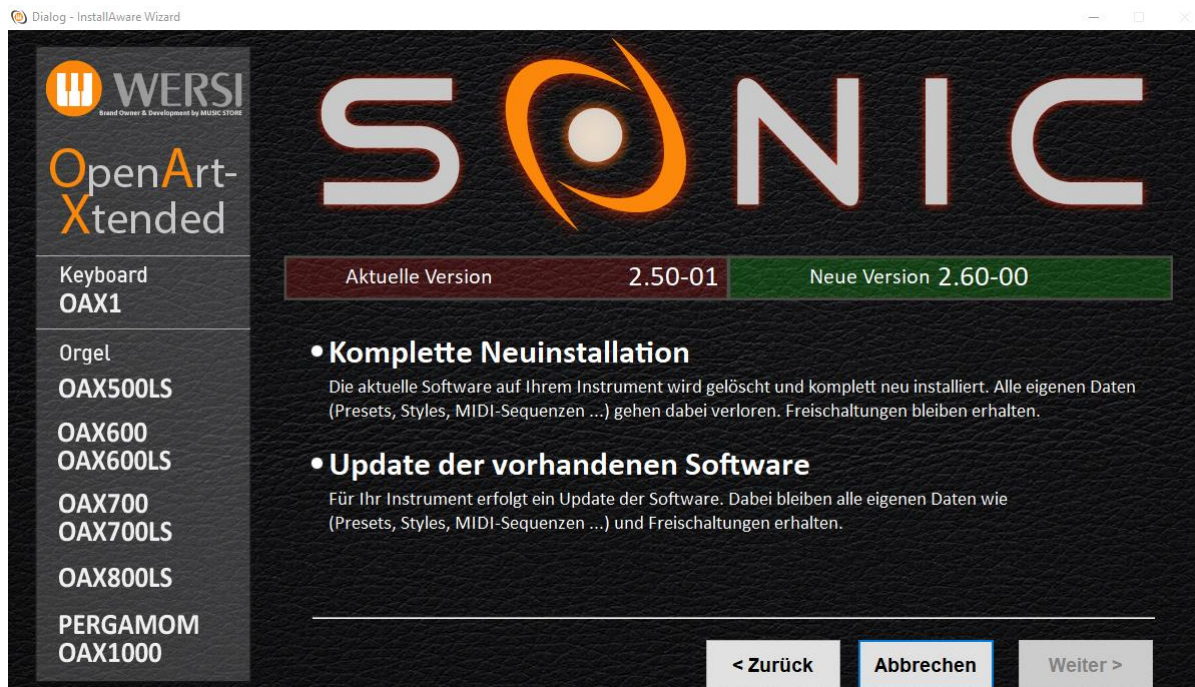 Dialog - InstallAware Wizard
WERSI
Brand Owner & Development by MUSIC STORE
OpenArt-
Xtended
Keyboard
OAX1
Orgel
OAX500LS
OAX600
OAX600LS
OAX700
OAX700LS
OAX800LS
PERGAMOM
OAX1000
SONIC
Aktuelle Version 2.50-01 Neue Version 2.60-00
• Komplette Neuinstallation
Die aktuelle Software auf Ihrem Instrument wird gelöscht und komplett neu installiert. Alle eigenen Daten
(Presets, Styles, MIDI-Sequenzen ...) gehen dabei verloren. Freischaltungen bleiben erhalten.
• Update der vorhandenen Software
Für Ihr Instrument erfolgt ein Update der Software. Dabei bleiben alle eigenen Daten wie
(Presets, Styles, MIDI-Sequenzen ...) und Freischaltungen erhalten.
< Zurück Abbrechen Weiter >